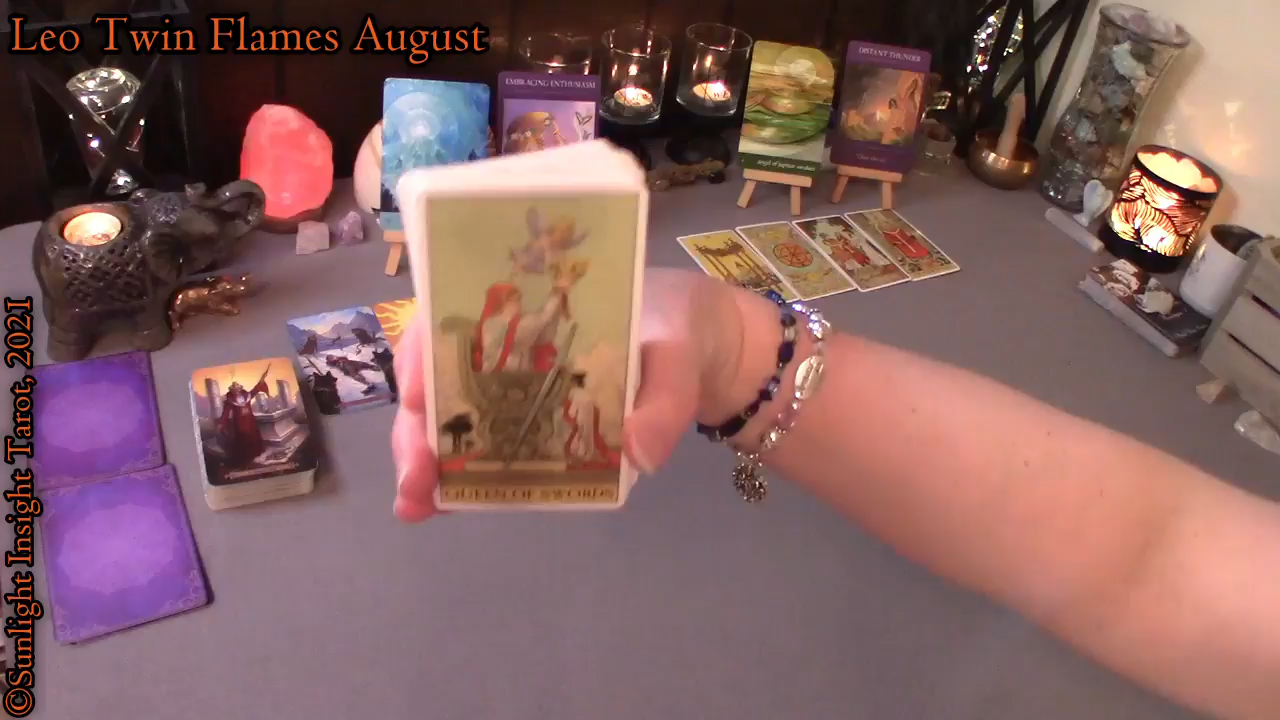 Leo Twin Flames August
EMBRACING ENTHUSIASM
DISTANT THUNDER
QUEEN OF SWORDS
©Sunlight Insight Tarot, 2021